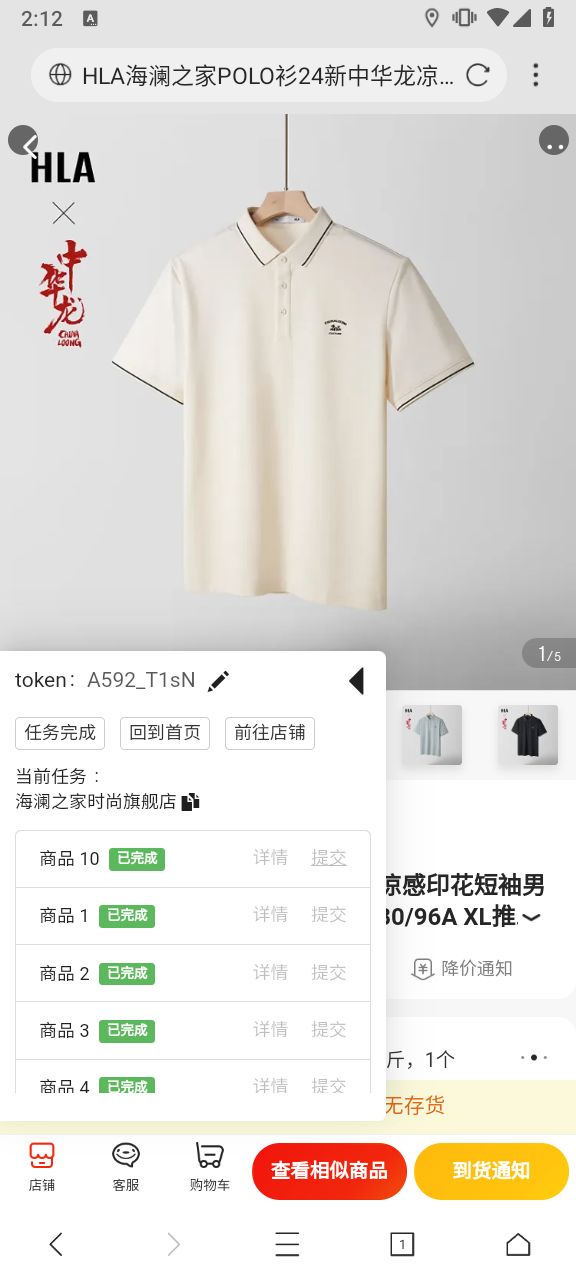 2:12
A
HLA海澜之家POLO衫24新中华龙凉...
HLA
中华龙
CHINA
LOONG
1/5
token： A592_T1sN
任务完成 回到首页 前往店铺
当前任务：
海澜之家时尚旗舰店
商品 10 已完成 详情 提交
商品 1 已完成 详情 提交
商品 2 已完成 详情 提交
商品 3 已完成 详情 提交
商品 4 已完成 详情 提交
HLA
HLA
凉感印花短袖男
80/96A XL推
降价通知
斤，1个
无存货
店铺 客服 购物车 查看相似商品 到货通知
1